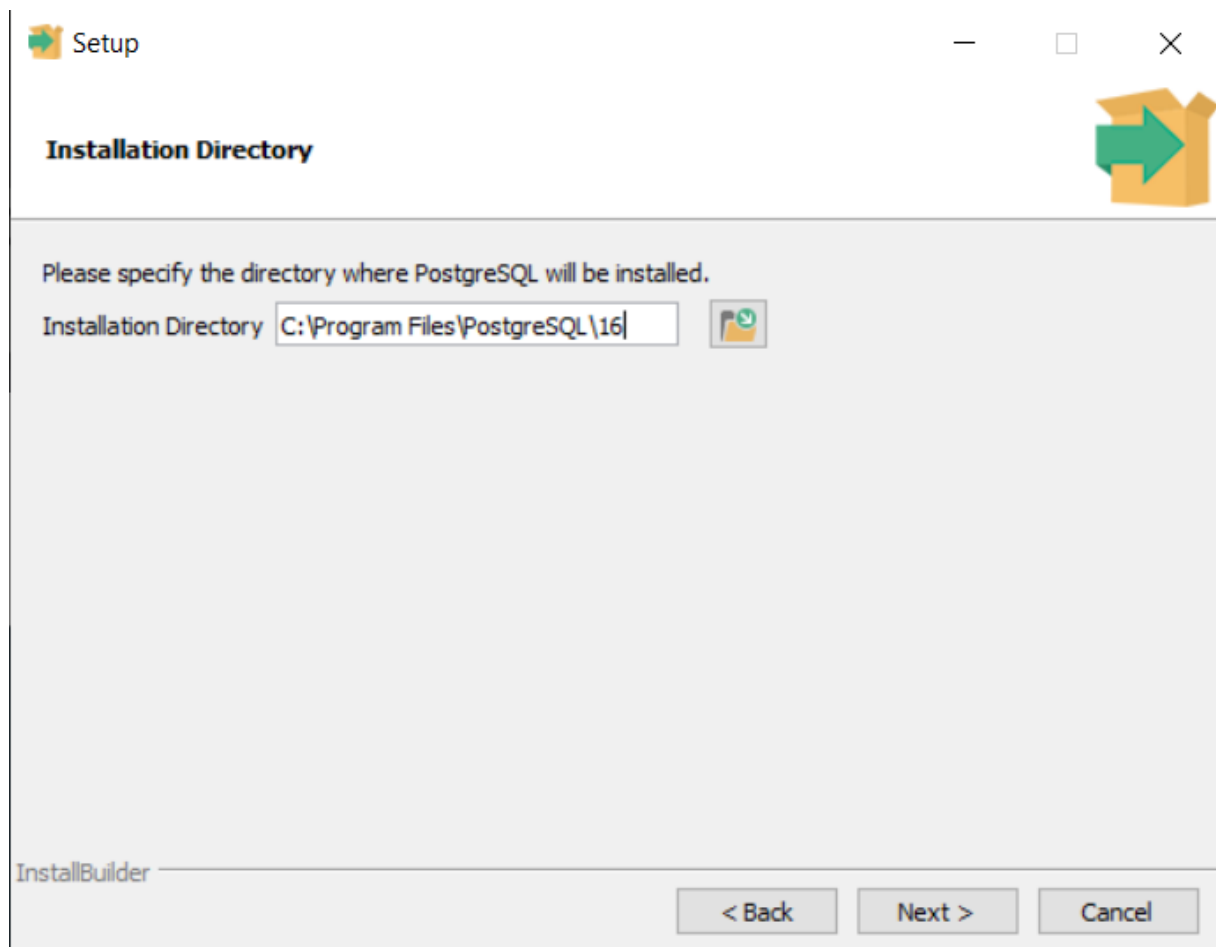 Setup
Installation Directory
Please specify the directory where PostgreSQL will be installed.
Installation Directory C:\Program Files\PostgreSQL\16
InstallBuilder
< Back Next > Cancel